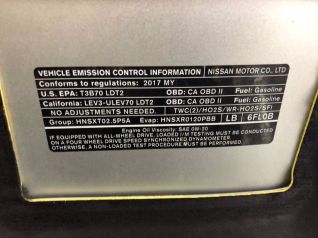 VEHICLE EMISSION CONTROL INFORMATION NISSAN MOTOR CO., LTD
Conforms to regulations: 2017 MY
U.S. EPA: T3B70 LDT2 OBD: CA OBD II Fuel: Gasoline
California: LEV3-ULEV70 LDT2 OBD: CA OBD II Fuel: Gasoline
NO ADJUSTMENTS NEEDED TWC(2)/HO2S/WR-HO2S/SFI
Group: HNSXT02.5P5A Evap: HNSXR0120PBB LB 6FL0B
Engine Oil Viscosity: SAE 0W-20
IF EQUIPPED WITH ALL-WHEEL DRIVE, LOADED I/M TESTING MUST BE CONDUCTED
ON A FOUR WHEEL DRIVE SPEED SYNCHRONIZED DYNAMOMETER
OR A NON-LOADED TEST MUST BE CONDUCTED.